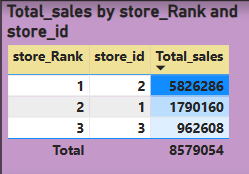 Total_sales by store_Rank and
store_id
store_Rank store_id Total_sales
1 2 5826286
2 1 1790160
3 3 962608
Total 8579054